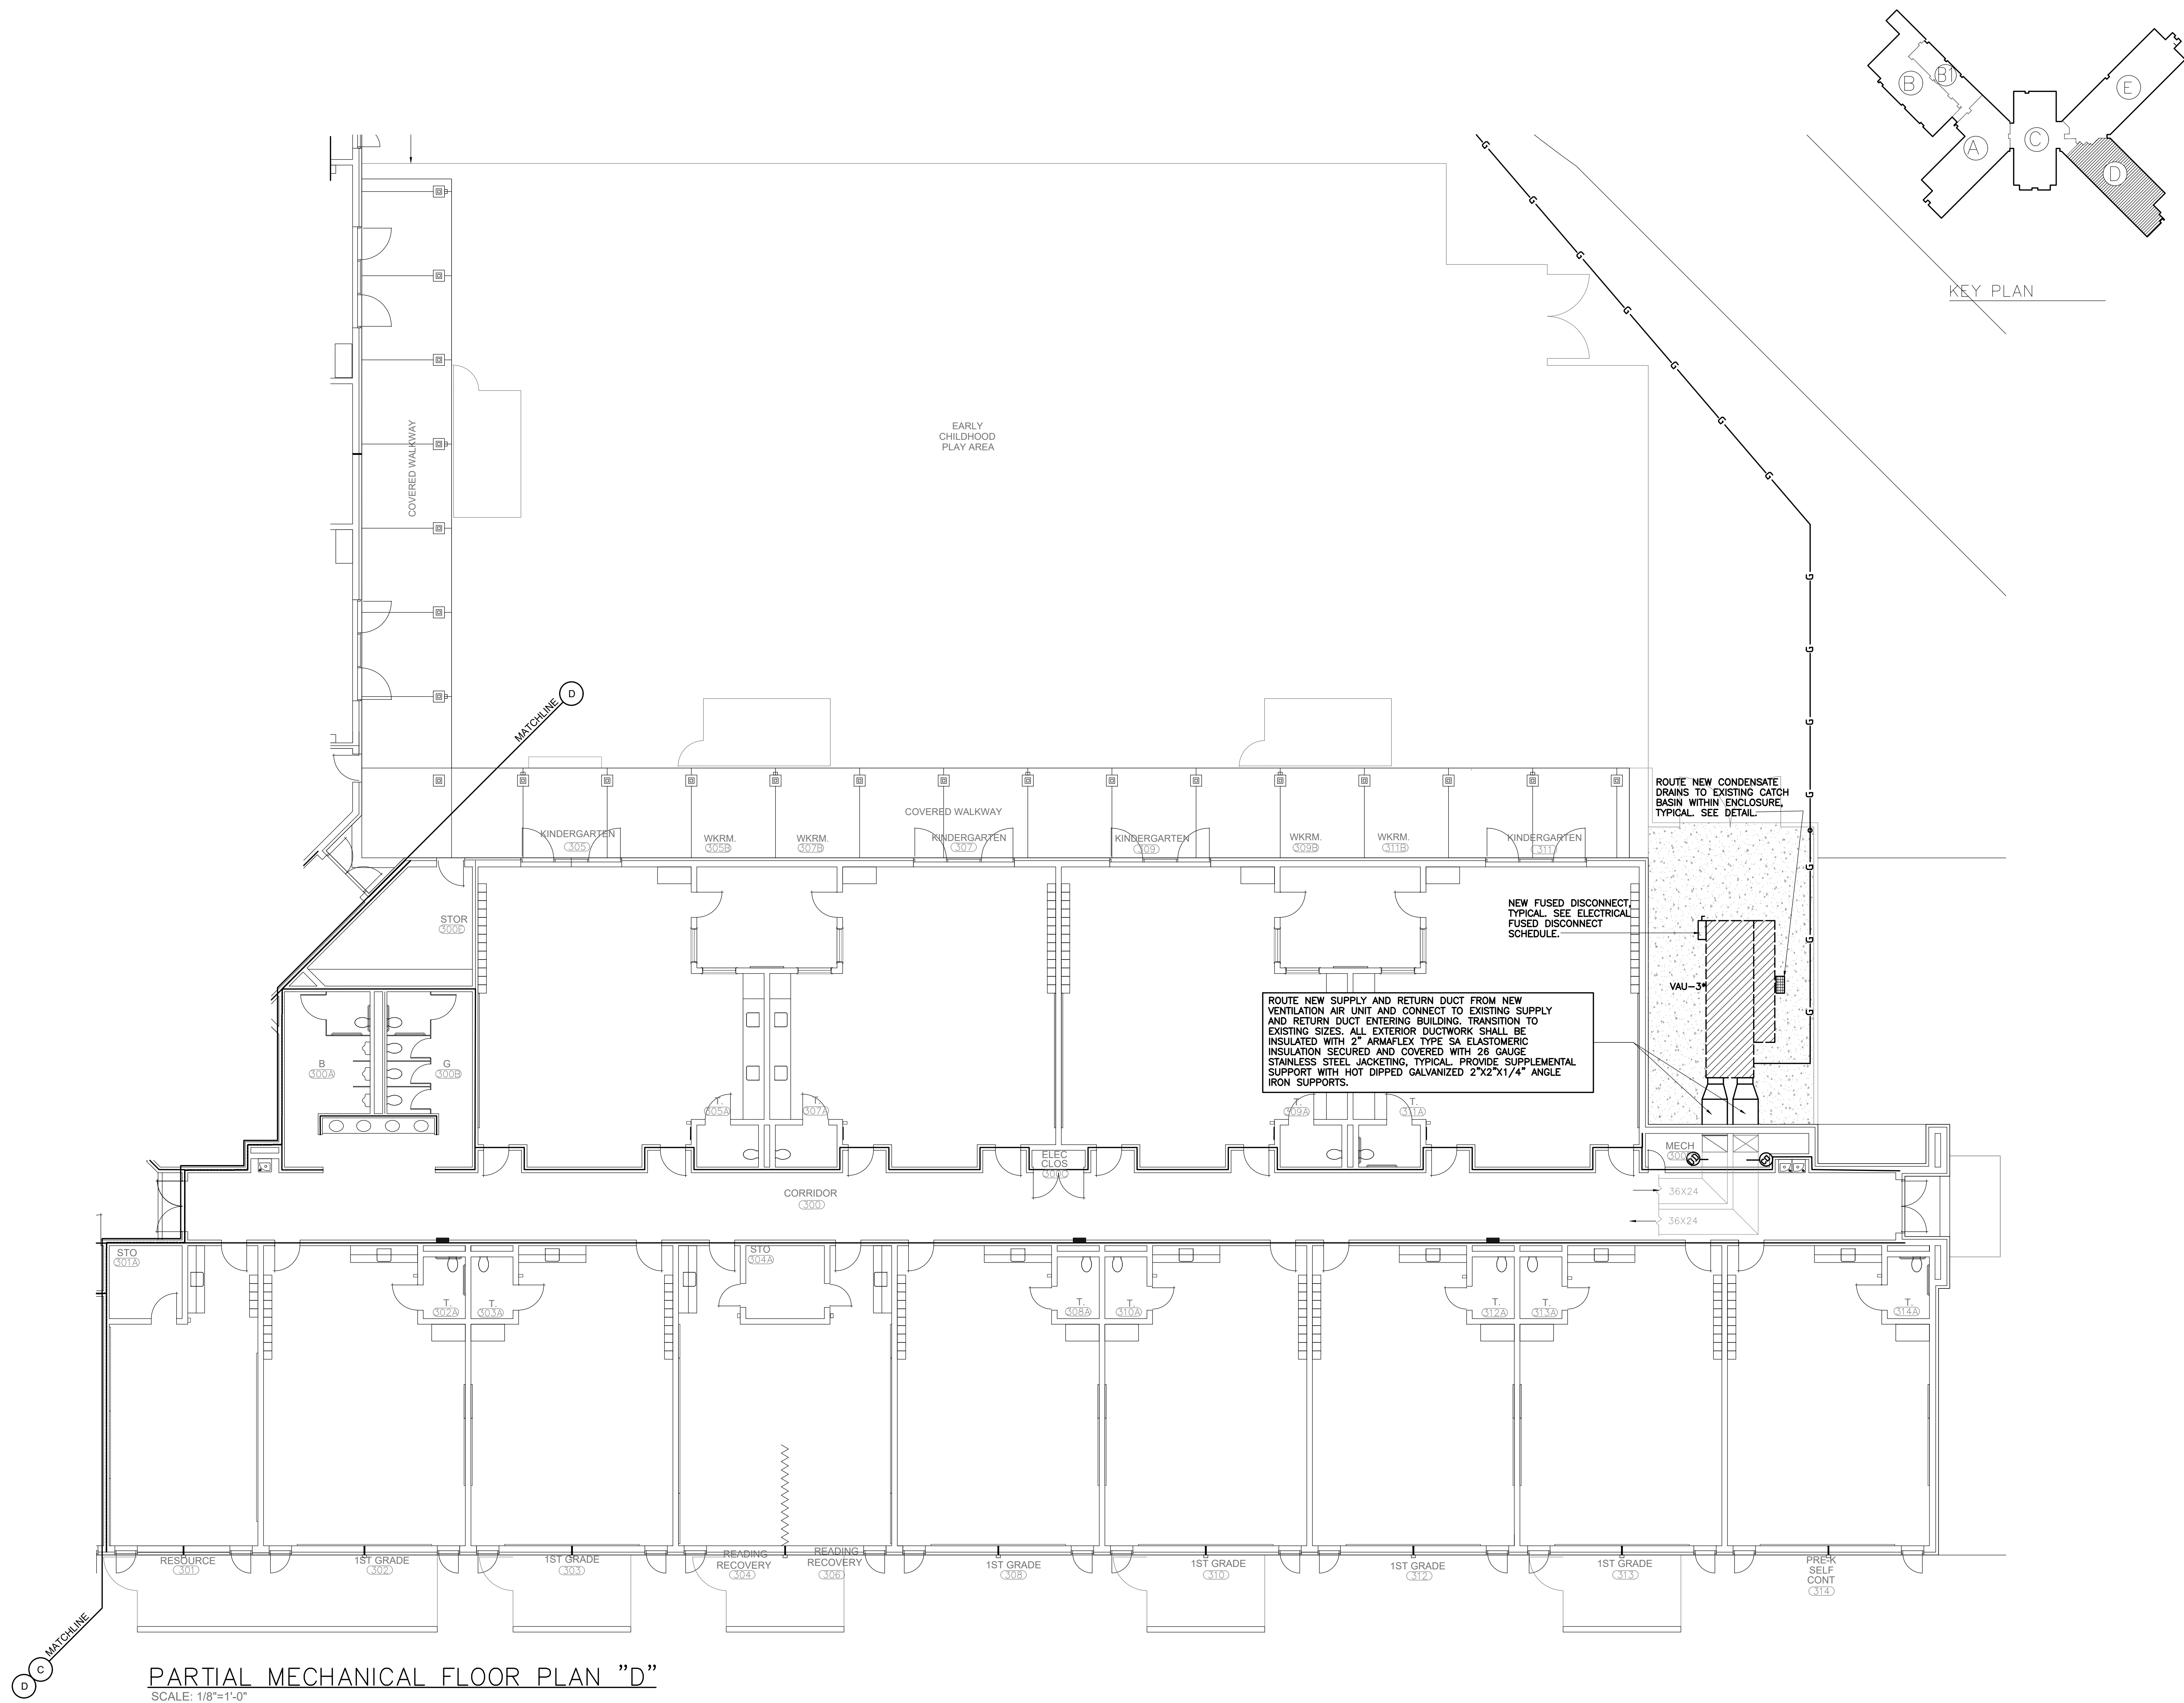 B
B1
E
A
C
D
KEY PLAN
G
G
G
G
G
G
G
G
G
G
G
G
G
G
COVERED WALKWAY
EARLY
CHILDHOOD
PLAY AREA
MATCHLINE
D
ROUTE NEW CONDENSATE
DRAINS TO EXISTING CATCH
BASIN WITHIN ENCLOSURE,
TYPICAL. SEE DETAIL.
COVERED WALKWAY
KINDERGARTEN
305
WKRM.
305B
WKRM.
307B
KINDERGARTEN
307
KINDERGARTEN
309
WKRM.
309B
WKRM.
311B
KINDERGARTEN
311
STOR
300E
NEW FUSED DISCONNECT,
TYPICAL. SEE ELECTRICAL
FUSED DISCONNECT
SCHEDULE.
VAU-3*
ROUTE NEW SUPPLY AND RETURN DUCT FROM NEW
VENTILATION AIR UNIT AND CONNECT TO EXISTING SUPPLY
AND RETURN DUCT ENTERING BUILDING. TRANSITION TO
EXISTING SIZES. ALL EXTERIOR DUCTWORK SHALL BE
INSULATED WITH 2" ARMAFLEX TYPE SA ELASTOMERIC
INSULATION SECURED AND COVERED WITH 26 GAUGE
STAINLESS STEEL JACKETING, TYPICAL. PROVIDE SUPPLEMENTAL
SUPPORT WITH HOT DIPPED GALVANIZED 2"X2"X1/4" ANGLE
IRON SUPPORTS.
B
300A
G
300B
T.
305A
T.
307A
T.
309A
T.
311A
ELEC
CLOS
300D
MECH
CORRIDOR
300
36X24
36X24
STO
301A
STO
304A
T.
302A
T.
303A
T.
308A
T.
310A
T.
312A
T.
313A
T.
314A
RESOURCE
301
1ST GRADE
302
1ST GRADE
303
READING
RECOVERY
304
READING
RECOVERY
306
1ST GRADE
308
1ST GRADE
310
1ST GRADE
312
1ST GRADE
313
PRE-K
SELF
CONT
314
MATCHLINE
C
D
PARTIAL MECHANICAL FLOOR PLAN "D"
SCALE: 1/8"=1'-0"